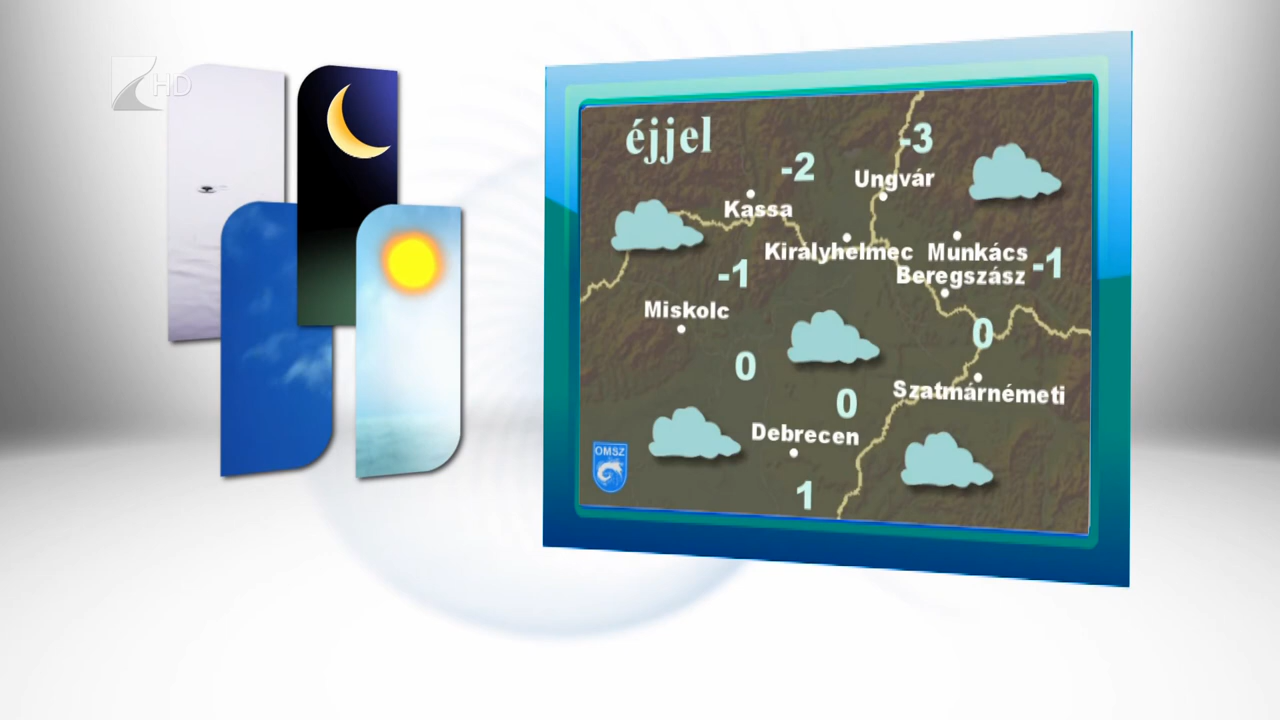 HD
éjjel
-3
-2
Ungvár
Kassa
Királyhelmec
Munkács
-1
Beregszász
-1
Miskolc
0
0
Szatmárnémeti
0
Debrecen
OMSZ
1